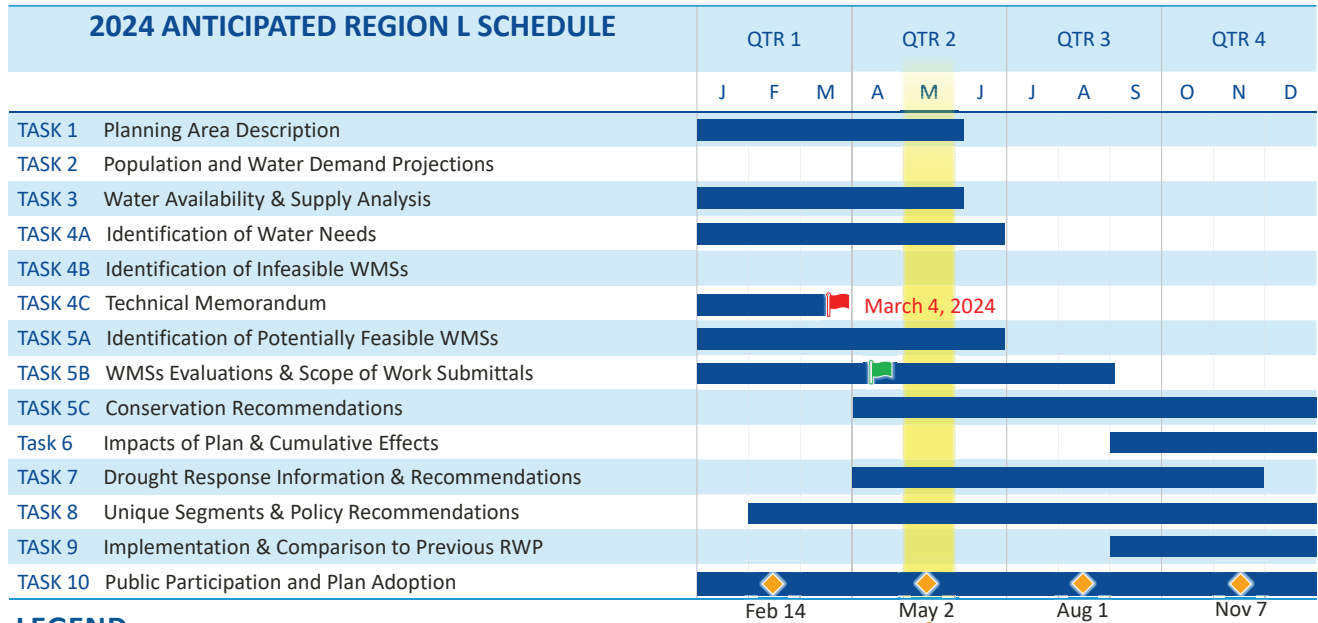 2024 ANTICIPATED REGION L SCHEDULE
QTR 1 QTR 2 QTR 3 QTR 4
J F M A M J J A S O N D
TASK 1 Planning Area Description
TASK 2 Population and Water Demand Projections
TASK 3 Water Availability & Supply Analysis
TASK 4A Identification of Water Needs
TASK 4B Identification of Infeasible WMSs
TASK 4C Technical Memorandum March 4, 2024
TASK 5A Identification of Potentially Feasible WMSs
TASK 5B WMSs Evaluations & Scope of Work Submittals
TASK 5C Conservation Recommendations
Task 6 Impacts of Plan & Cumulative Effects
TASK 7 Drought Response Information & Recommendations
TASK 8 Unique Segments & Policy Recommendations
TASK 9 Implementation & Comparison to Previous RWP
TASK 10 Public Participation and Plan Adoption
Feb 14 May 2 Aug 1 Nov 7
LEGEND